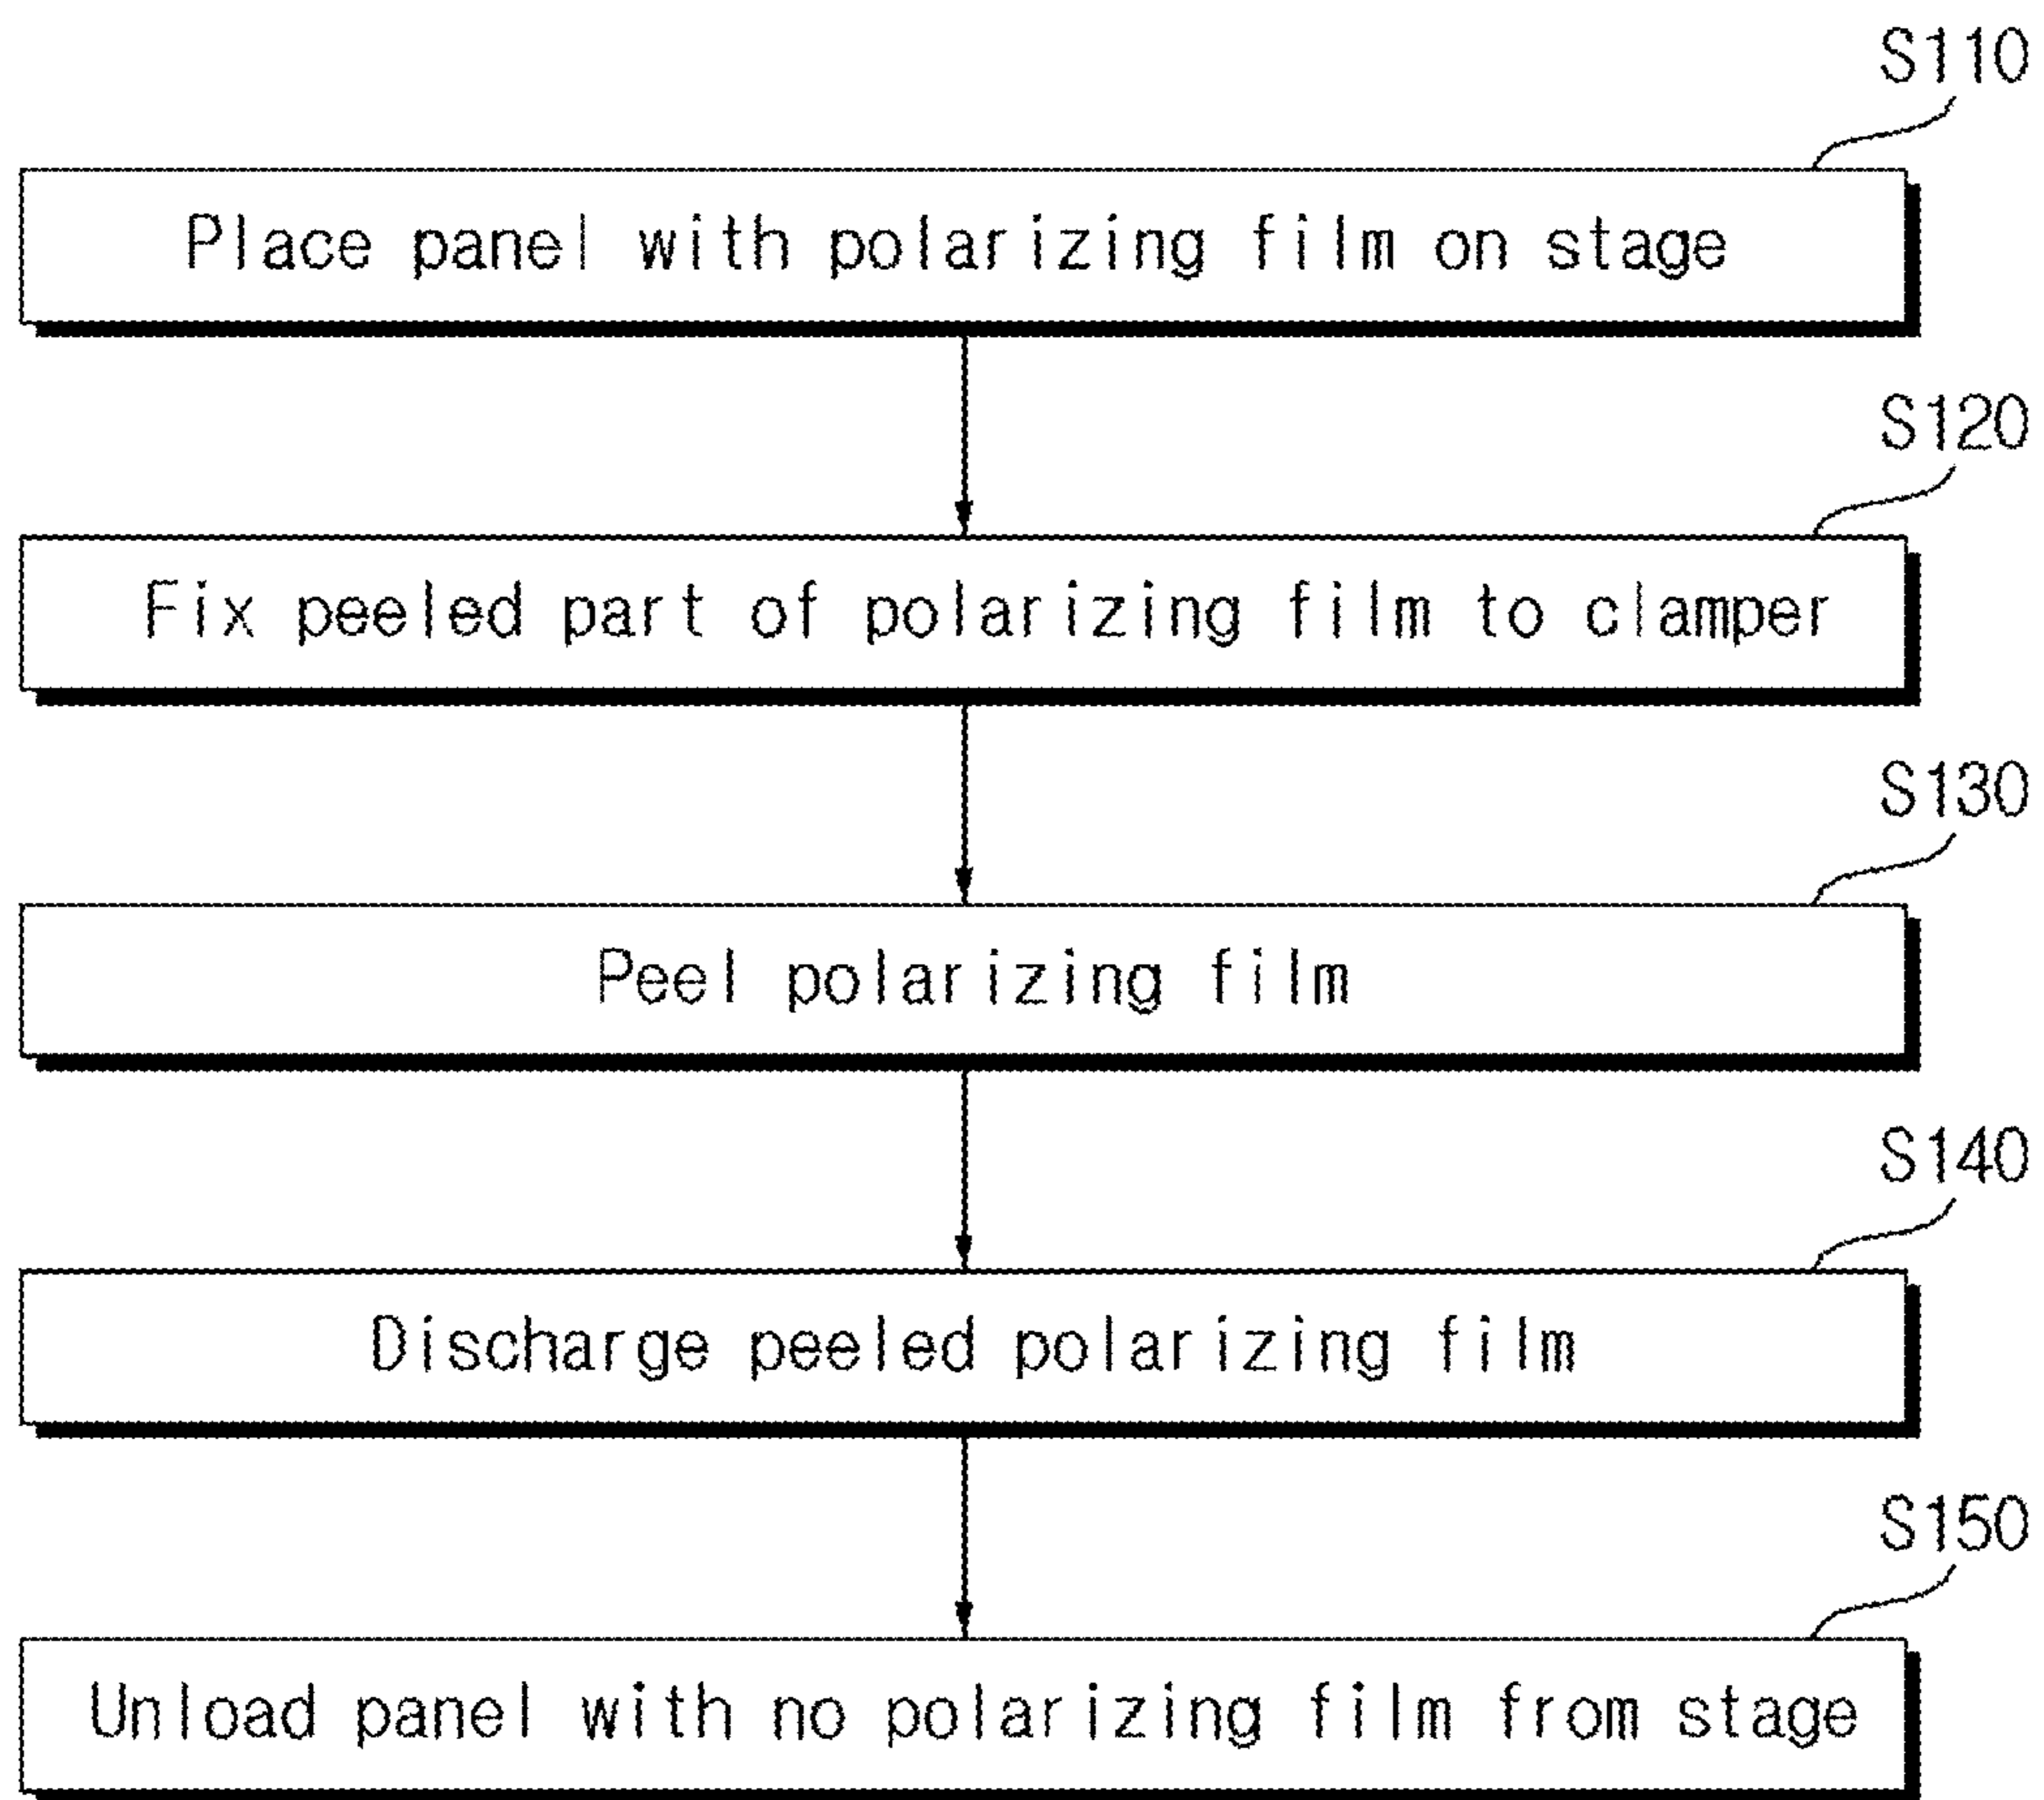 S110
Place panel with polarizing film on stage
S120
Fix peeled part of polarizing film to clamper
S130
Peel polarizing film
S140
Discharge peeled polarizing film
S150
Unload panel with no polarizing film from stage